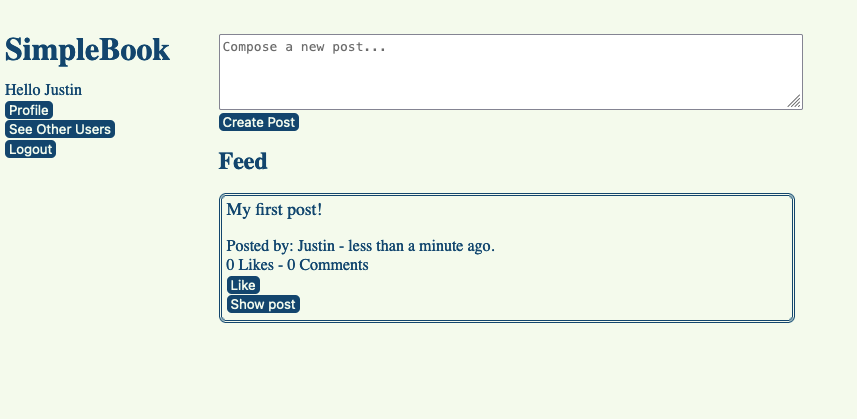 SimpleBook
Hello Justin
Profile
See Other Users
Logout
Compose a new post...
Create Post
Feed
My first post!
Posted by: Justin - less than a minute ago.
0 Likes - 0 Comments
Like
Show post